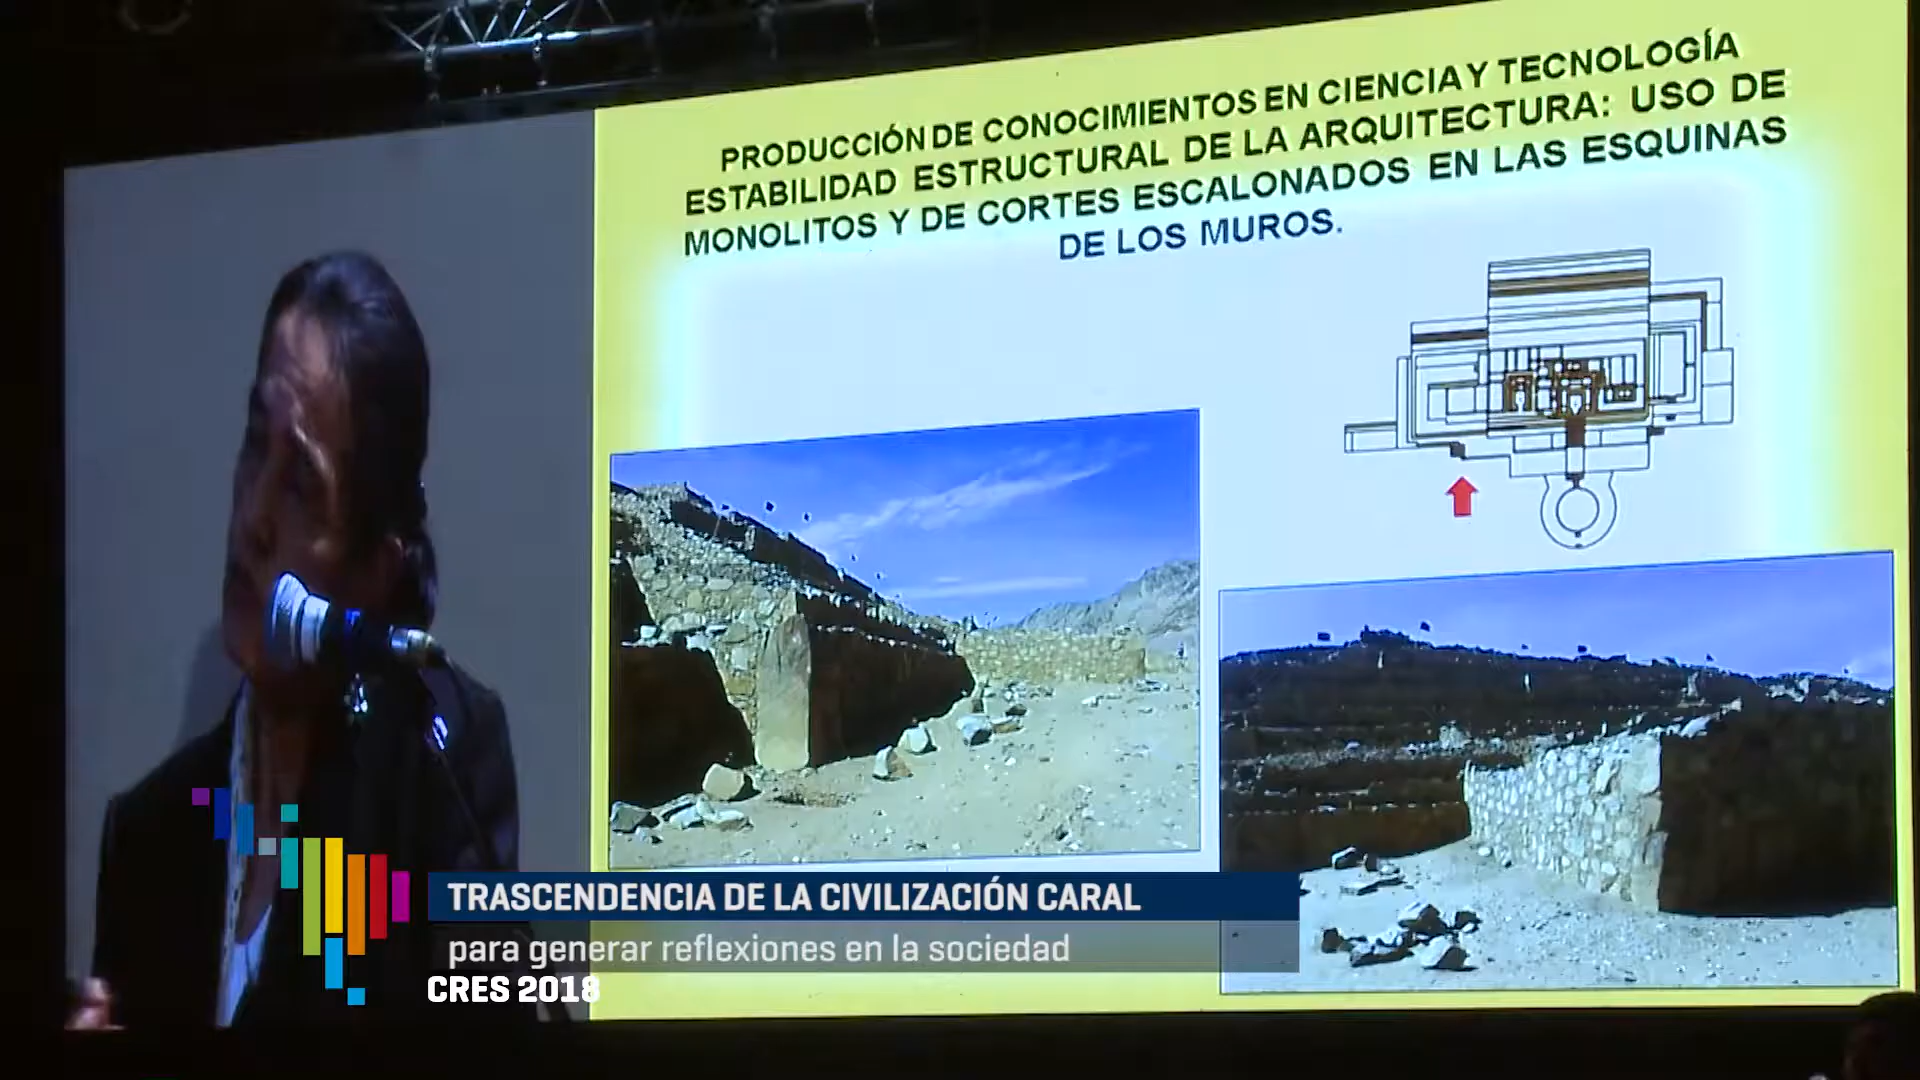 PRODUCCIÓN DE CONOCIMIENTOS EN CIENCIA Y TECNOLOGÍA
ESTABILIDAD ESTRUCTURAL DE LA ARQUITECTURA: USO DE
MONOLITOS Y DE CORTES ESCALONADOS EN LAS ESQUINAS
DE LOS MUROS.
TRASCENDENCIA DE LA CIVILIZACIÓN CARAL
para generar reflexiones en la sociedad
CRES 2018